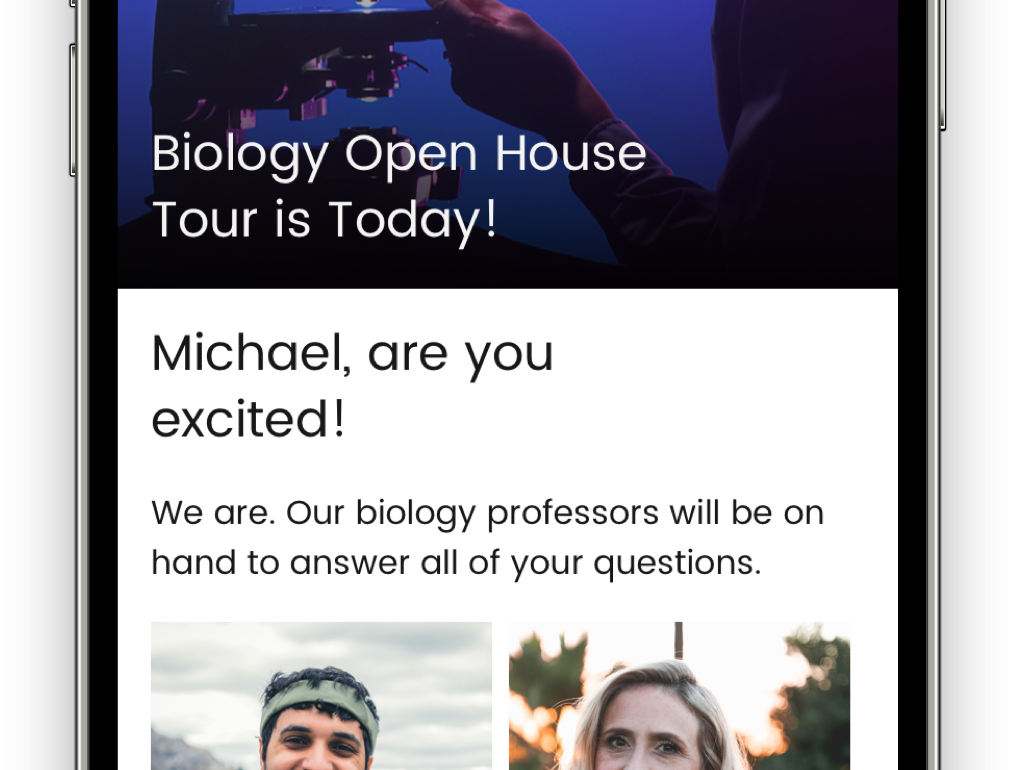 Biology Open House
Tour is Today!
Michael, are you
excited!
We are. Our biology professors will be on
hand to answer all of your questions.